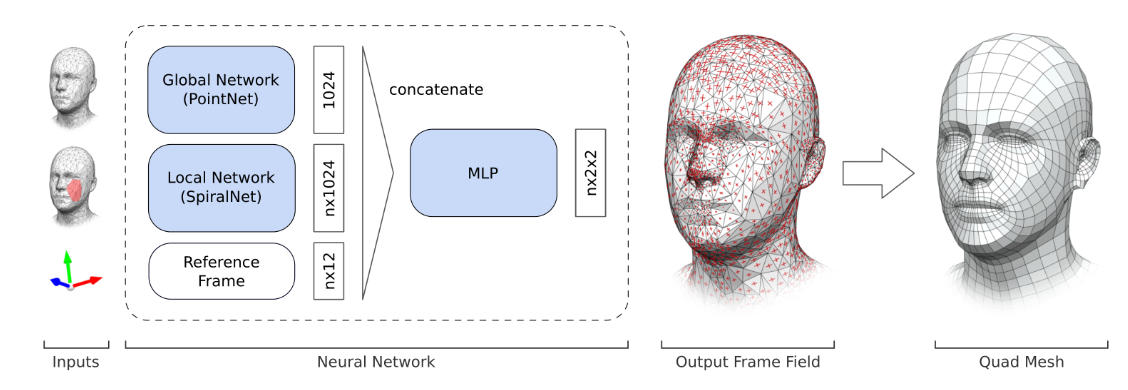 Global Network
(PointNet)
1024
concatenate
Local Network
(SpiralNet)
nx1024
MLP
nx2x2
Reference
Frame
nx12
Inputs
Neural Network
Output Frame Field
Quad Mesh